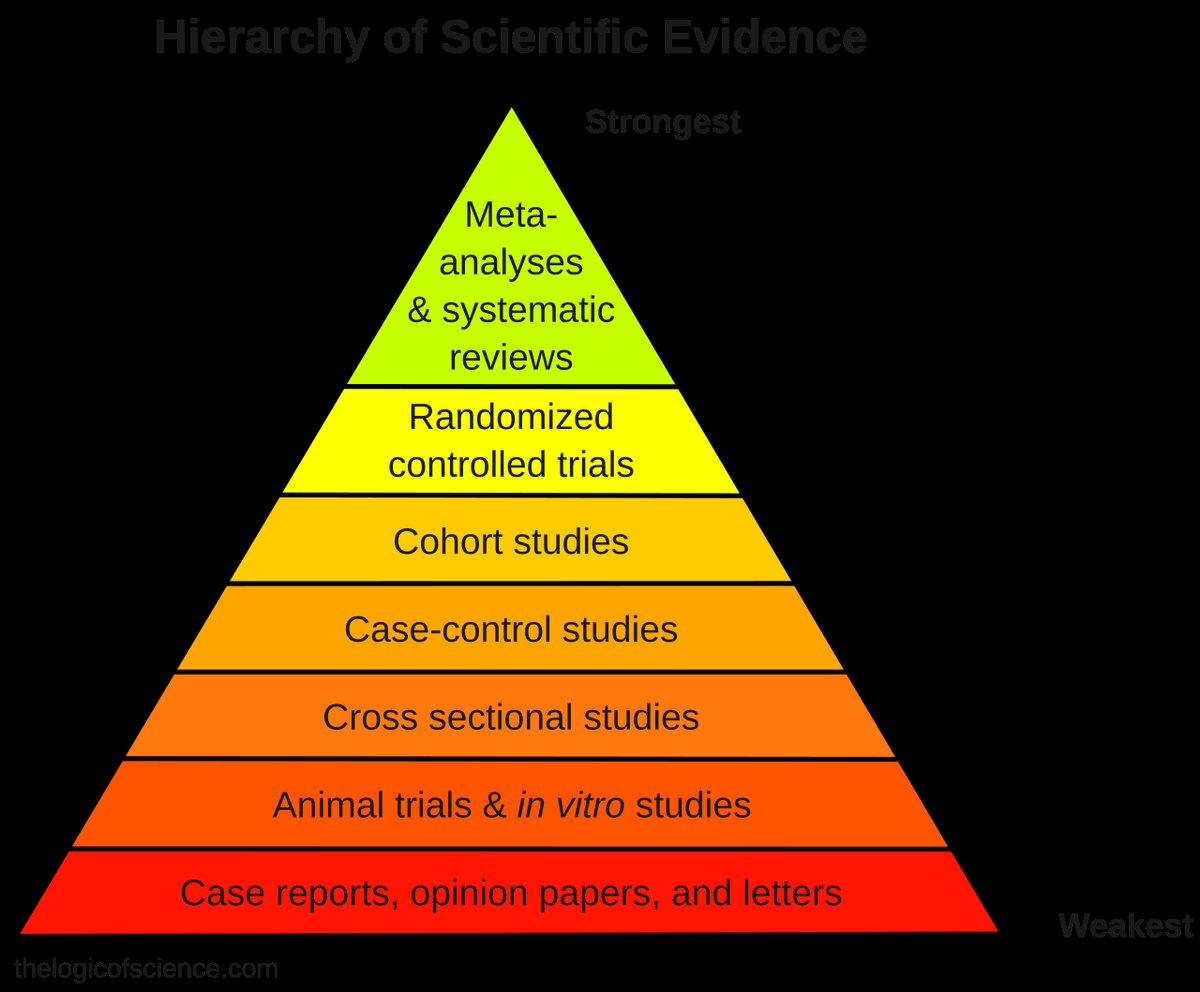 Hierarchy of Scientific Evidence
Strongest
Meta-
analyses
& systematic
reviews
Randomized
controlled trials
Cohort studies
Case-control studies
Cross sectional studies
Animal trials & in vitro studies
Case reports, opinion papers, and letters
Weakest
thelogicofscience.com